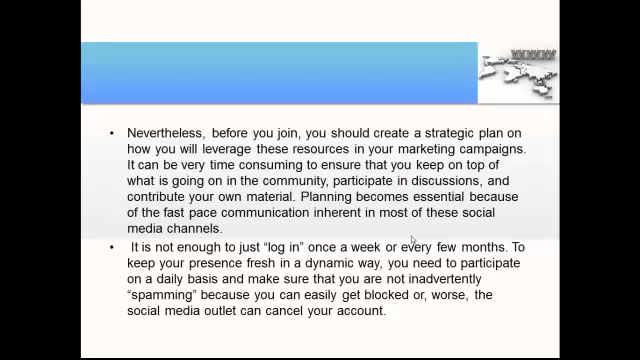 WWW
• Nevertheless, before you join, you should create a strategic plan on
how you will leverage these resources in your marketing campaigns.
It can be very time consuming to ensure that you keep on top of
what is going on in the community, participate in discussions, and
contribute your own material. Planning becomes essential because
of the fast pace communication inherent in most of these social
media channels.
• It is not enough to just “log in” once a week or every few months. To
keep your presence fresh in a dynamic way, you need to participate
on a daily basis and make sure that you are not inadvertently
“spamming” because you can easily get blocked or, worse, the
social media outlet can cancel your account.